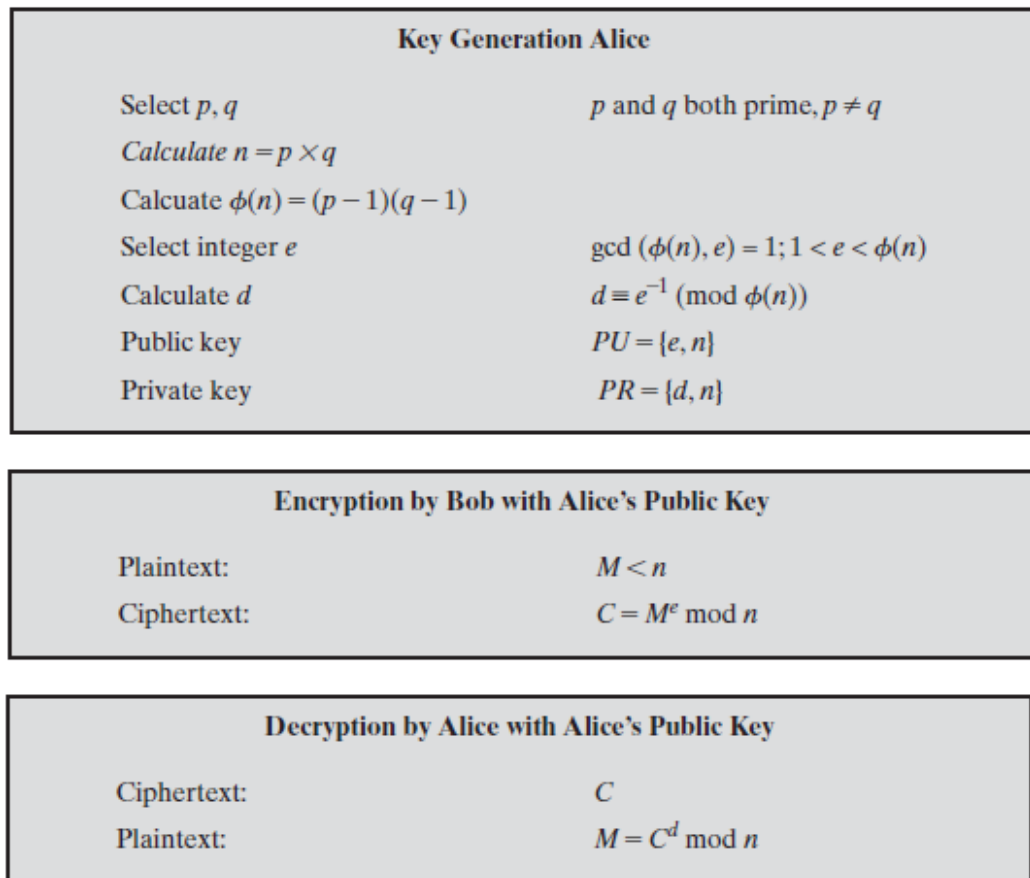 Key Generation Alice
Select p, q p and q both prime, p ≠ q
Calculate n = p × q
Calcuate ϕ(n) = (p − 1)(q − 1)
Select integer e gcd (ϕ(n), e) = 1; 1 < e < ϕ(n)
Calculate d d ≡ e⁻¹ (mod ϕ(n))
Public key PU = {e, n}
Private key PR = {d, n}
Encryption by Bob with Alice's Public Key
Plaintext: M < n
Ciphertext: C = Mᵉ mod n
Decryption by Alice with Alice's Public Key
Ciphertext: C
Plaintext: M = Cᵈ mod n